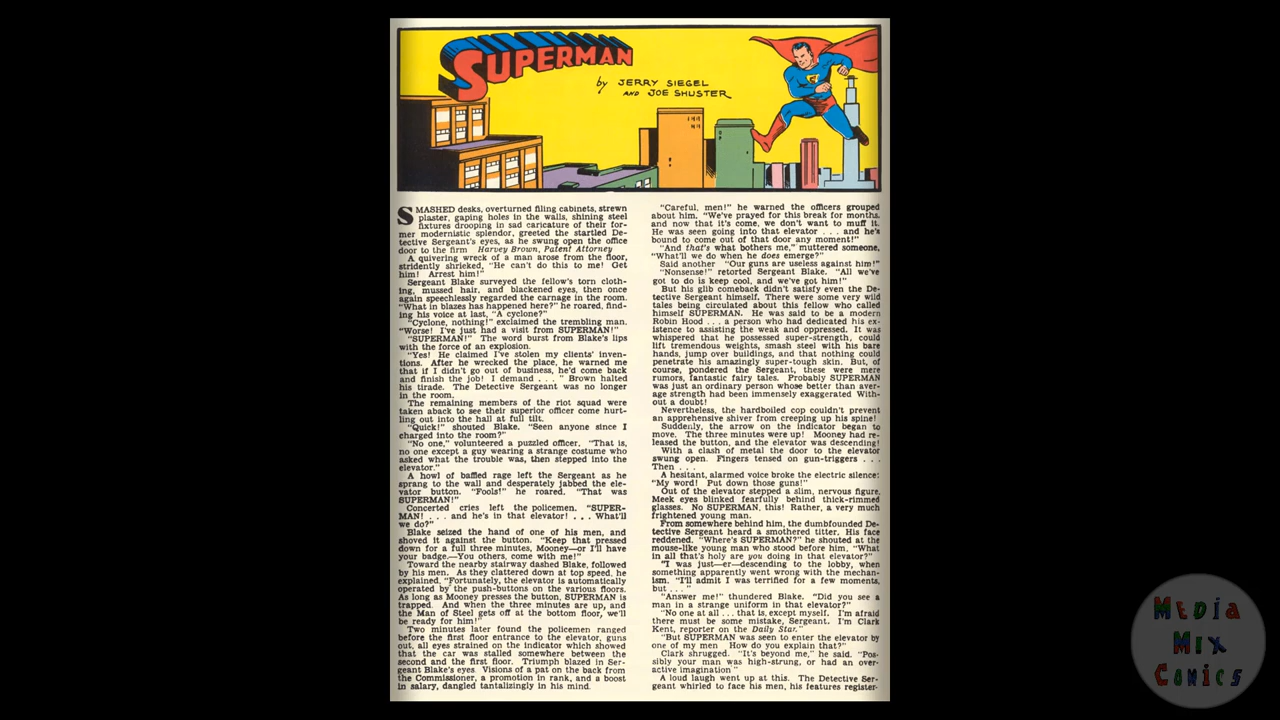 SUPERMAN
by JERRY SIEGEL
AND JOE SHUSTER
SMASHED desks, overturned filing cabinets, strewn
plaster, gaping holes in the walls, shining steel
fixtures drooping in sad caricature of their for-
mer modernistic splendor, greeted the startled De-
tective Sergeant's eyes, as he swung open the office
door to the firm Harvey Brown, Patent Attorney
A quivering wreck of a man arose from the floor,
stridently shrieked, "He can't do this to me! Get
him! Arrest him!"
Sergeant Blake surveyed the fellow's torn cloth-
ing, mussed hair, and blackened eyes, then once
again speechlessly regarded the carnage in the room.
"What in blazes has happened here?" he roared, find-
ing his voice at last, "A cyclone?"
"Cyclone, nothing!" exclaimed the trembling man.
"Worse! I've just had a visit from SUPERMAN!"
"SUPERMAN!" The word burst from Blake's lips
with the force of an explosion.
"Yes! He claimed I've stolen my clients' inven-
tions. After he wrecked the place, he warned me
that if I didn't go out of business, he'd come back
and finish the job! I demand . . . " Brown halted
his tirade. The Detective Sergeant was no longer
in the room.
The remaining members of the riot squad were
taken aback to see their superior officer come hurt-
ling out into the hall at full tilt.
"Quick!" shouted Blake. "Seen anyone since I
charged into the room?"
"No one," volunteered a puzzled officer, "That is,
no one except a guy wearing a strange costume who
asked what the trouble was, then stepped into the
elevator."
A howl of baffled rage left the Sergeant as he
sprang to the wall and desperately jabbed the ele-
vator button. "Fools!" he roared. "That was
SUPERMAN!"
Concerted cries left the policemen. "SUPER-
MAN! . . . and he's in that elevator! . . . What'll
we do?"
Blake seized the hand of one of his men, and
shoved it against the button. "Keep that pressed
down for a full three minutes, Mooney—or I'll have
your badge.—You others, come with me!"
Toward the nearby stairway dashed Blake, followed
by his men. As they clattered down at top speed, he
explained, "Fortunately, the elevator is automatically
operated by the push-buttons on the various floors.
As long as Mooney presses the button, SUPERMAN is
trapped. And when the three minutes are up, and
the Man of Steel gets off at the bottom floor, we'll
be ready for him!"
Two minutes later found the policemen ranged
before the first floor entrance to the elevator, guns
out, all eyes strained on the indicator which showed
that the car was stalled somewhere between the
second and the first floor. Triumph blazed in Ser-
geant Blake's eyes Visions of a pat on the back from
the Commissioner, a promotion in rank, and a boost
in salary, dangled tantalizingly in his mind.
"Careful, men!" he warned the officers grouped
about him. "We've prayed for this break for months.
and now that it's come, we don't want to muff it.
He was seen going into that elevator . . . and he's
bound to come out of that door any moment!"
"And that's what bothers me," muttered someone,
"What'll we do when he does emerge?"
Said another "Our guns are useless against him!"
"Nonsense!" retorted Sergeant Blake. "All we've
got to do is keep cool, and we've got him!"
But his glib comeback didn't satisfy even the De-
tective Sergeant himself. There were some very wild
tales being circulated about this fellow who called
himself SUPERMAN. He was said to be a modern
Robin Hood . . . a person who had dedicated his ex-
istence to assisting the weak and oppressed. It was
whispered that he possessed super-strength, could
lift tremendous weights, smash steel with his bare
hands, jump over buildings, and that nothing could
penetrate his amazingly super-tough skin. But, of
course, pondered the Sergeant, these were mere
rumors, fantastic fairy tales. Probably SUPERMAN
was just an ordinary person whose better than aver-
age strength had been immensely exaggerated With-
out a doubt!
Nevertheless, the hardboiled cop couldn't prevent
an apprehensive shiver from creeping up his spine!
Suddenly, the arrow on the indicator began to
move. The three minutes were up! Mooney had re-
leased the button, and the elevator was descending!
With a clash of metal the door to the elevator
swung open. Fingers tensed on gun-triggers . . .
Then . . .
A hesitant, alarmed voice broke the electric silence:
"My word! Put down those guns!"
Out of the elevator stepped a slim, nervous figure.
Meek eyes blinked fearfully behind thick-rimmed
glasses. No SUPERMAN, this! Rather, a very much
frightened young man.
From somewhere behind him, the dumbfounded De-
tective Sergeant heard a smothered titter. His face
reddened. "Where's SUPERMAN?" he shouted at the
mouse-like young man who stood before him, "What
in all that's holy are you doing in that elevator?"
"I was just—er—descending to the lobby, when
something apparently went wrong with the mechan-
ism. "I'll admit I was terrified for a few moments,
but . . . "
"Answer me!" thundered Blake. "Did you see a
man in a strange uniform in that elevator?"
"No one at all . . . that is, except myself. I'm afraid
there must be some mistake, Sergeant. I'm Clark
Kent, reporter on the Daily Star."
"But SUPERMAN was seen to enter the elevator by
one of my men How do you explain that?"
Clark shrugged. "It's beyond me," he said. "Pos-
sibly your man was high-strung, or had an over-
active imagination"
A loud laugh went up at this. The Detective Ser-
geant whirled to face his men, his features register-
MEDIA
MIX
COMICS